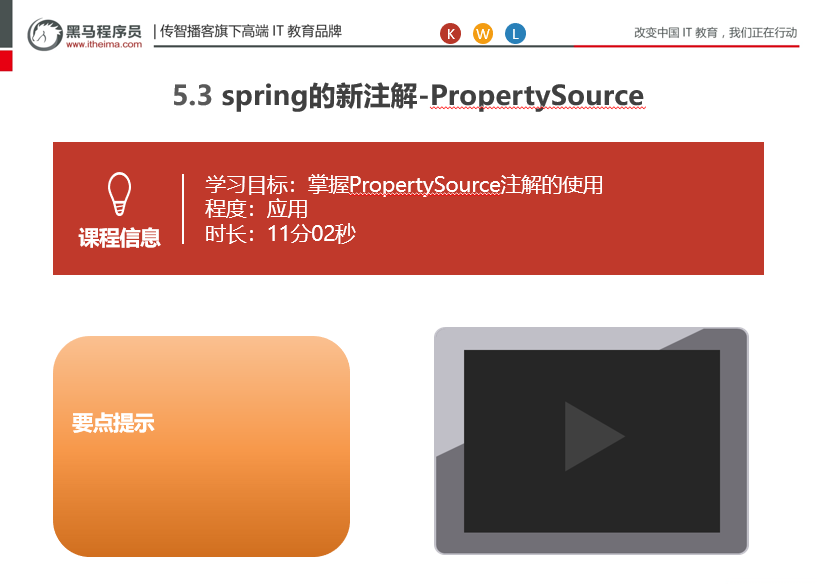 黑马程序员
www.itheima.com
|传智播客旗下高端 IT 教育品牌
K W L
改变中国 IT 教育，我们正在行动
5.3 spring的新注解-PropertySource
课程信息
学习目标：掌握PropertySource注解的使用
程度：应用
时长：11分02秒
要点提示